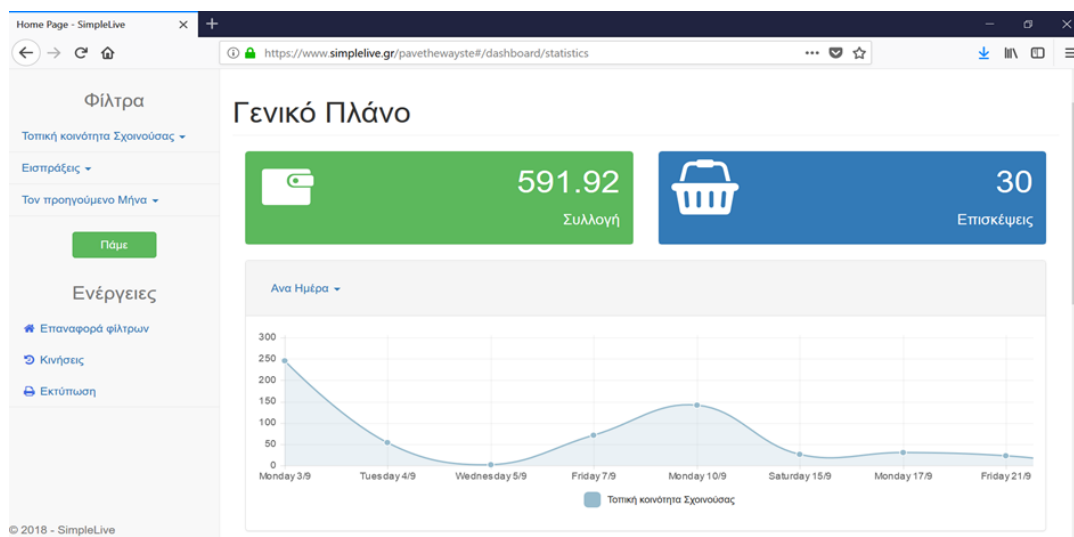 Home Page - SimpleLive
https://www.simplelive.gr/pavethewayste#/dashboard/statistics
Φίλτρα
Τοπική κοινότητα Σχοινούσας
Εισπράξεις
Τον προηγούμενο Μήνα
Πάμε
Ενέργειες
Επαναφορά φίλτρων
Κινήσεις
Εκτύπωση
© 2018 - SimpleLive
Γενικό Πλάνο
591.92
Συλλογή
30
Επισκέψεις
Ανα Ημέρα
300
250
200
150
100
50
0
Monday 3/9 Tuesday 4/9 Wednesday 5/9 Friday 7/9 Monday 10/9 Saturday 15/9 Monday 17/9 Friday 21/9
Τοπική κοινότητα Σχοινούσας